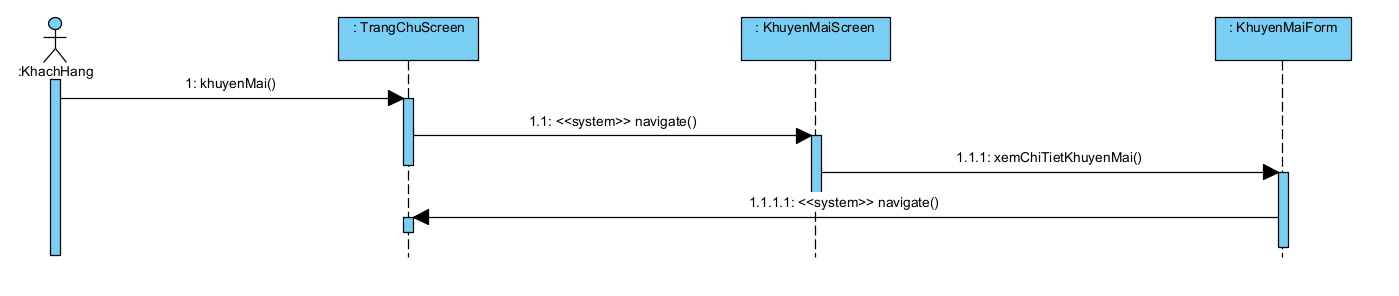 : TrangChuScreen
: KhuyenMaiScreen
: KhuyenMaiForm
:KhachHang
1: khuyenMai()
1.1: <<system>> navigate()
1.1.1: xemChiTietKhuyenMai()
1.1.1.1: <<system>> navigate()